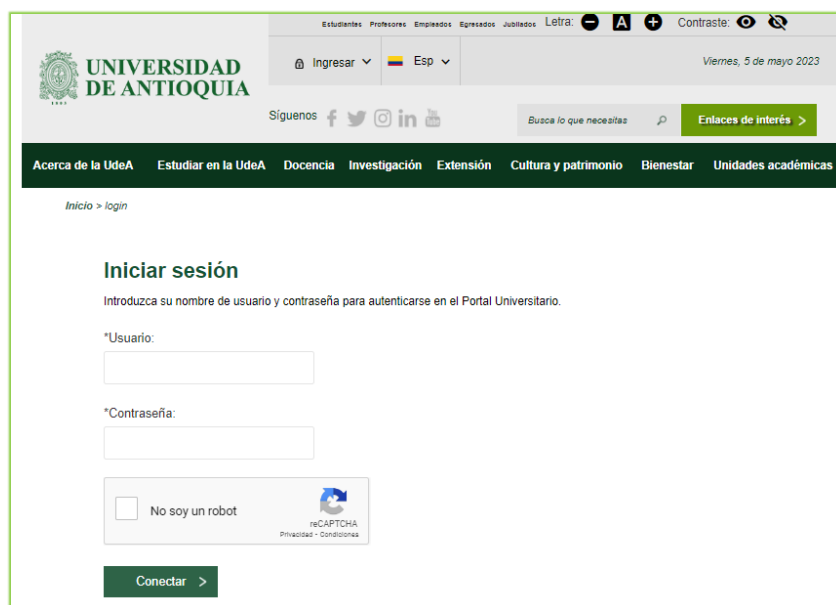 Estudiantes Profesores Empleados Egresados Jubilados Letra: A Contraste:
UNIVERSIDAD
DE ANTIOQUIA
1803
Ingresar Esp Viernes, 5 de mayo 2023
Síguenos
Busca lo que necesitas Enlaces de interés >
Acerca de la UdeA Estudiar en la UdeA Docencia Investigación Extensión Cultura y patrimonio Bienestar Unidades académicas
Inicio > login
Iniciar sesión
Introduzca su nombre de usuario y contraseña para autenticarse en el Portal Universitario.
*Usuario:
*Contraseña:
No soy un robot
reCAPTCHA
Privacidad - Condiciones
Conectar >